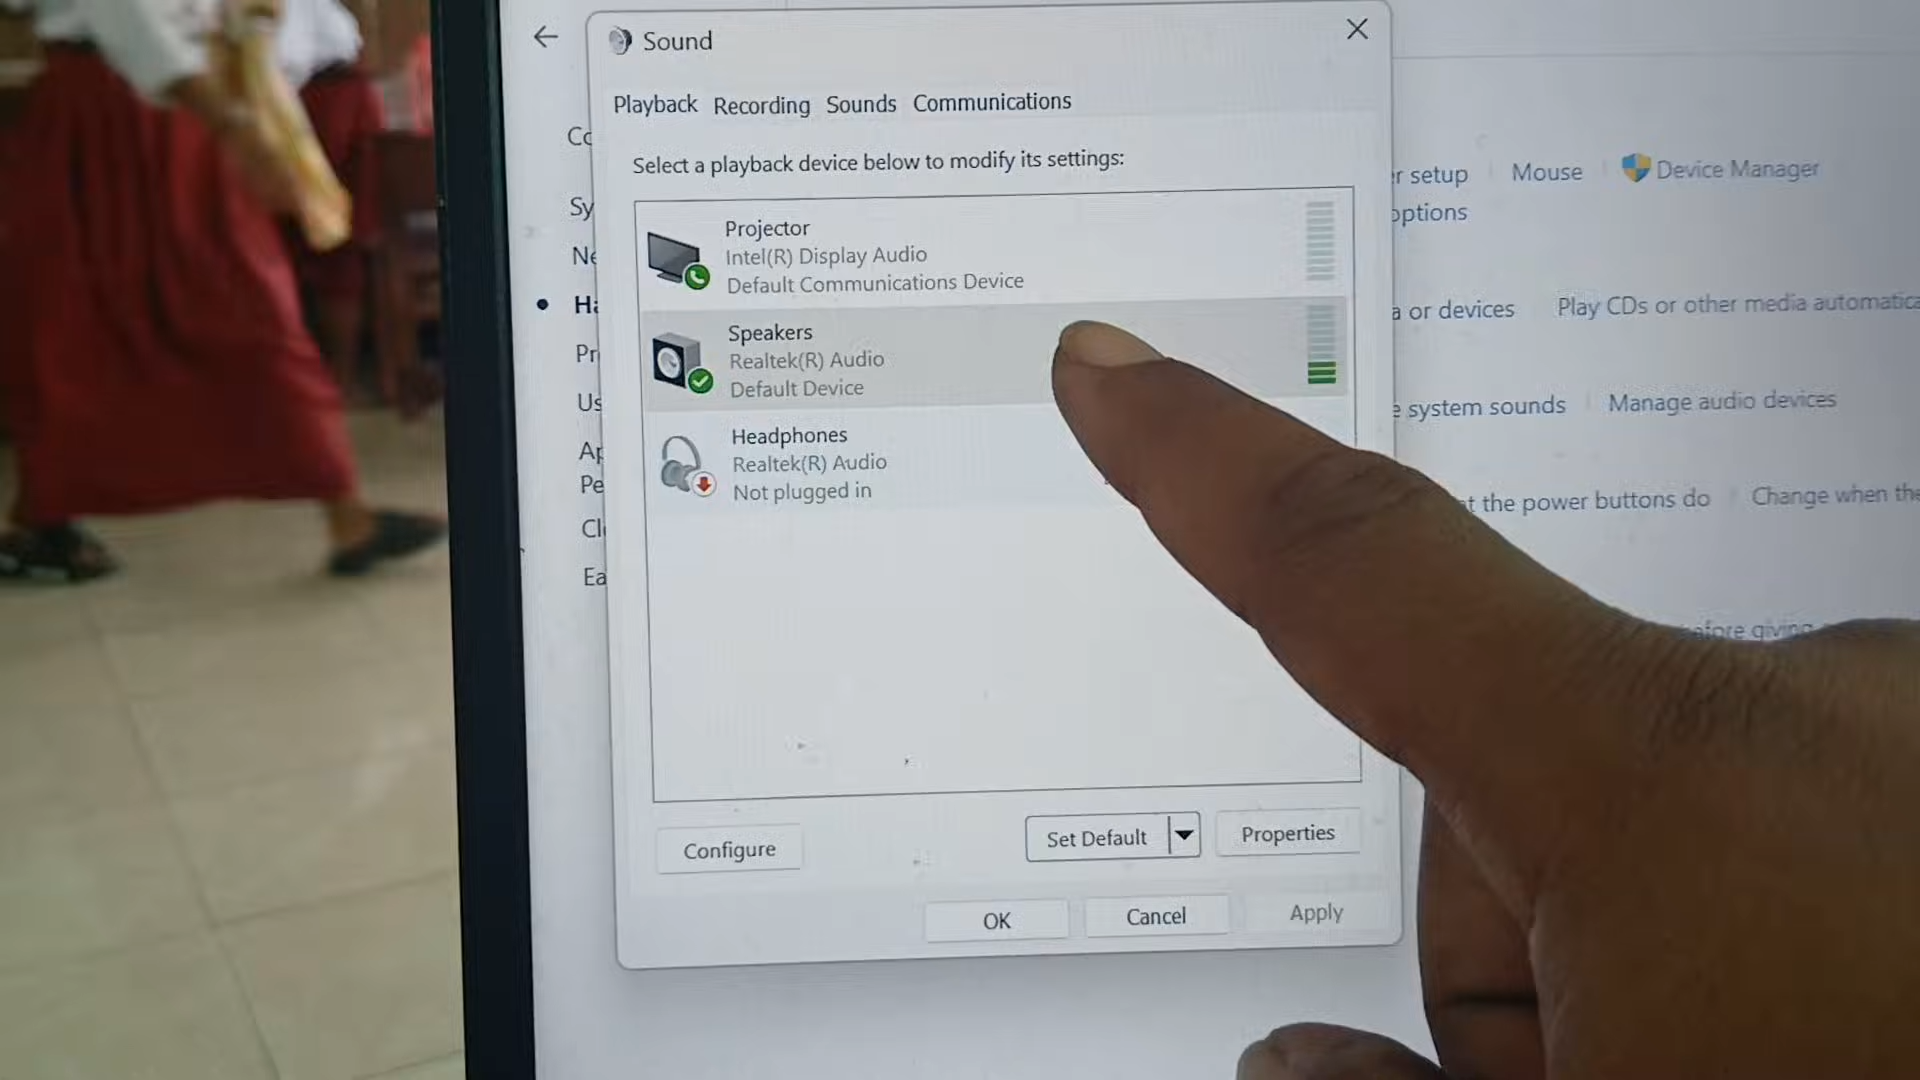 Sound
Playback Recording Sounds Communications
Select a playback device below to modify its settings:
Projector
Intel(R) Display Audio
Default Communications Device
Speakers
Realtek(R) Audio
Default Device
Headphones
Realtek(R) Audio
Not plugged in
Configure
Set Default
Properties
OK
Cancel
Apply
setup
Mouse
Device Manager
options
or devices
Play CDs or other media
system sounds
Manage audio devices
the power buttons do
Change when the
giving